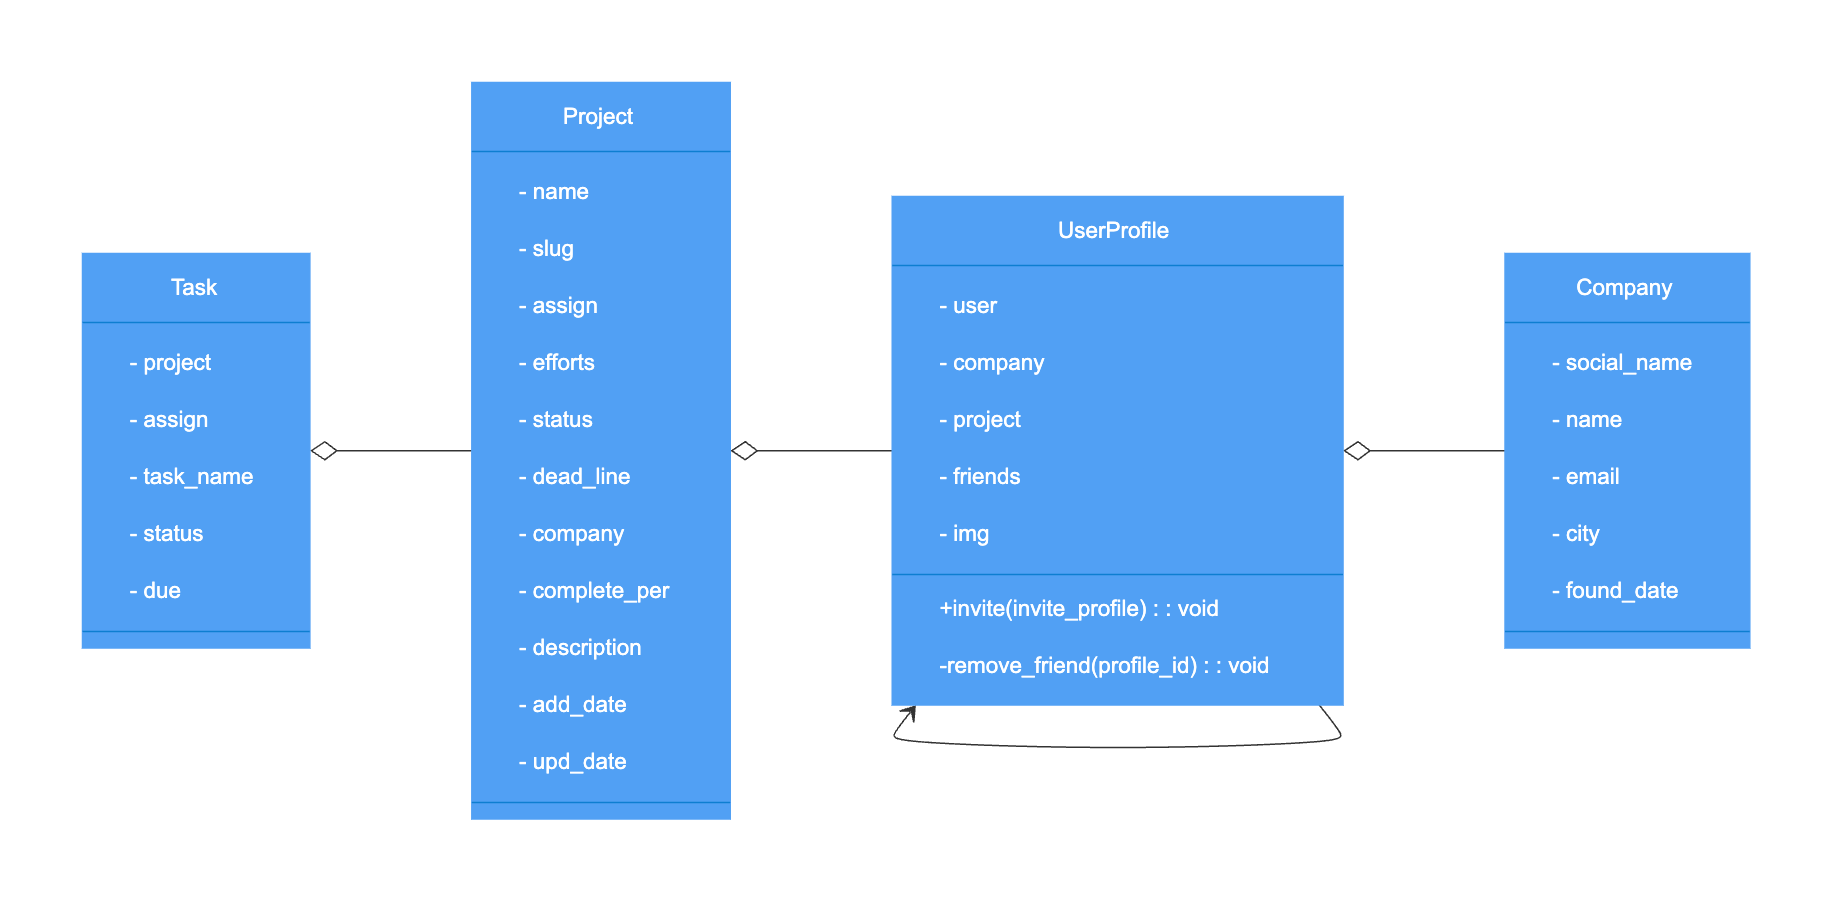 Task
- project
- assign
- task_name
- status
- due
Project
- name
- slug
- assign
- efforts
- status
- dead_line
- company
- complete_per
- description
- add_date
- upd_date
UserProfile
- user
- company
- project
- friends
- img
+invite(invite_profile) : : void
-remove_friend(profile_id) : : void
Company
- social_name
- name
- email
- city
- found_date